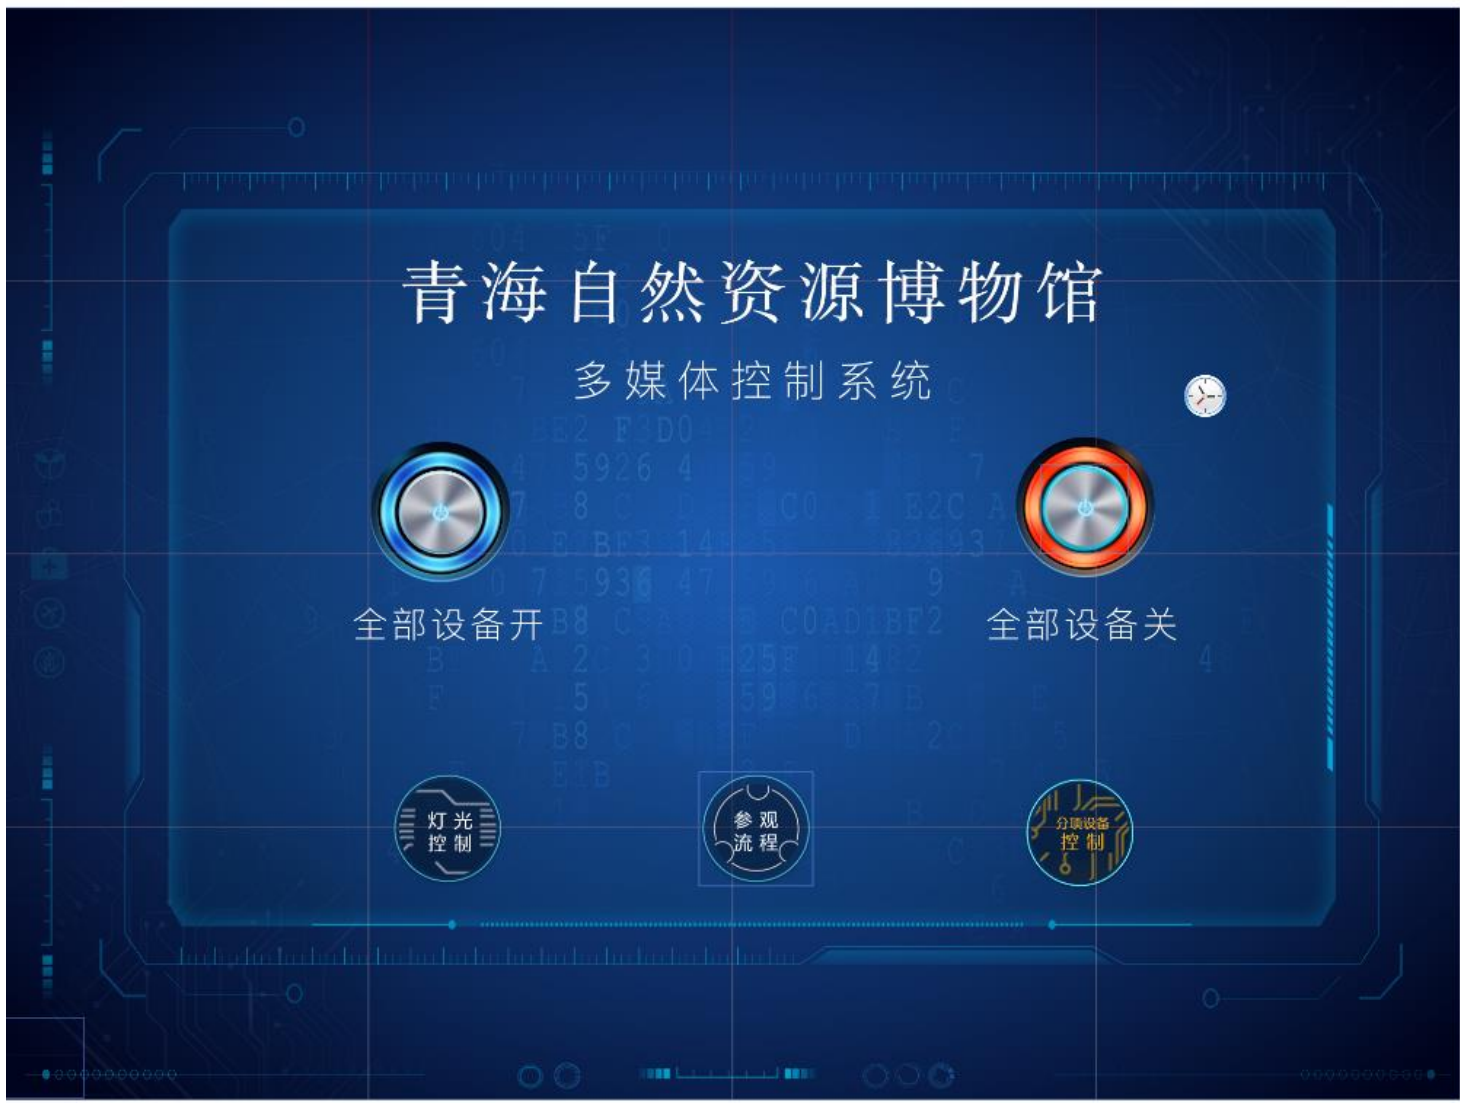 青海自然资源博物馆
多媒体控制系统
全部设备开
全部设备关
灯光
控制
参观
流程
分项设备
控制